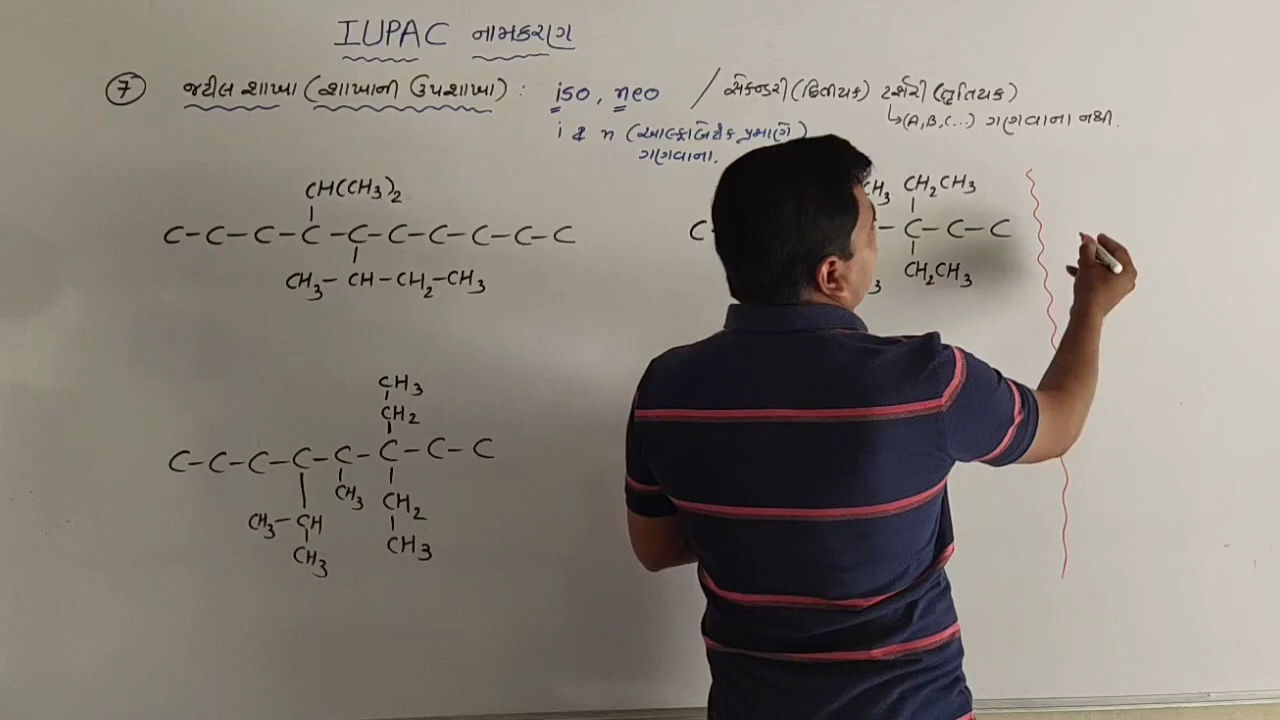 IUPAC નામકરણ
7 જટીલ શાખા (શાખાની ઉપશાખા) : iso, neo / સેકન્ડરી (દ્વિતીયક) ટર્શરી (તૃતિયક)
i & n (આલ્ફાબેટીક પ્રમાણે) ગણવાના.
↳(A, B, C...) ગણવાના નથી.
CH(CH3)2
C-C-C-C-C-C-C-C-C-C
CH3-CH-CH2-CH3
CH3 CH2CH3
C -C-C-C
CH2CH3
CH3
CH2
C-C-C-C-C-C-C-C
CH3 CH2
CH3-CH
CH3 CH3